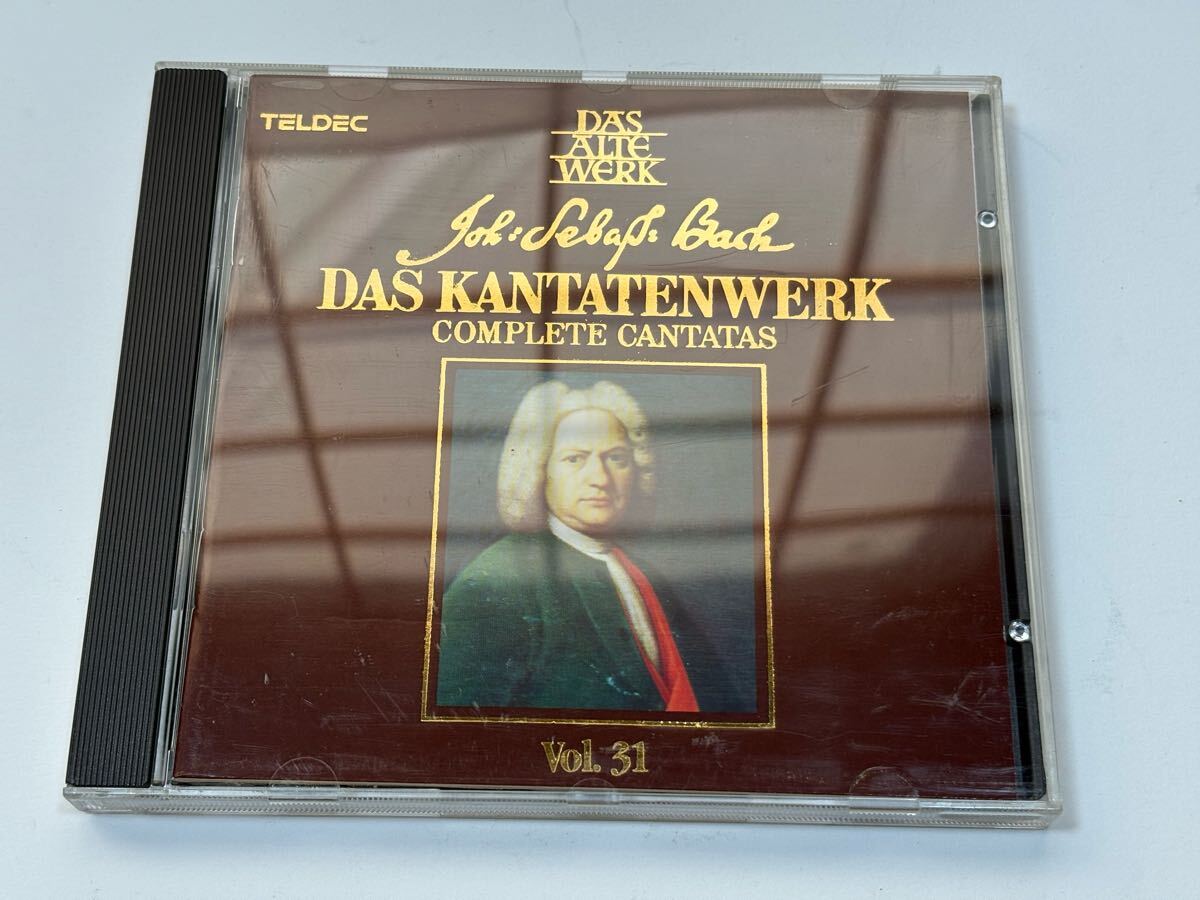 TELDEC
DAS
ALTE
WERK
Joh: Sebaſt: Bach
DAS KANTATENWERK
COMPLETE CANTATAS
Vol. 31